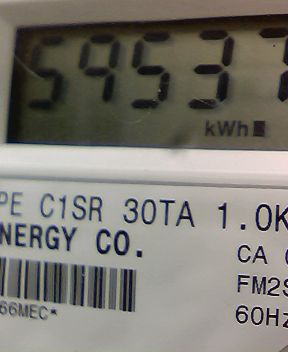 59537
kWh
PE C1SR 30TA 1.0K
NERGY CO.
CA
FM2S
66MEC*
60Hz